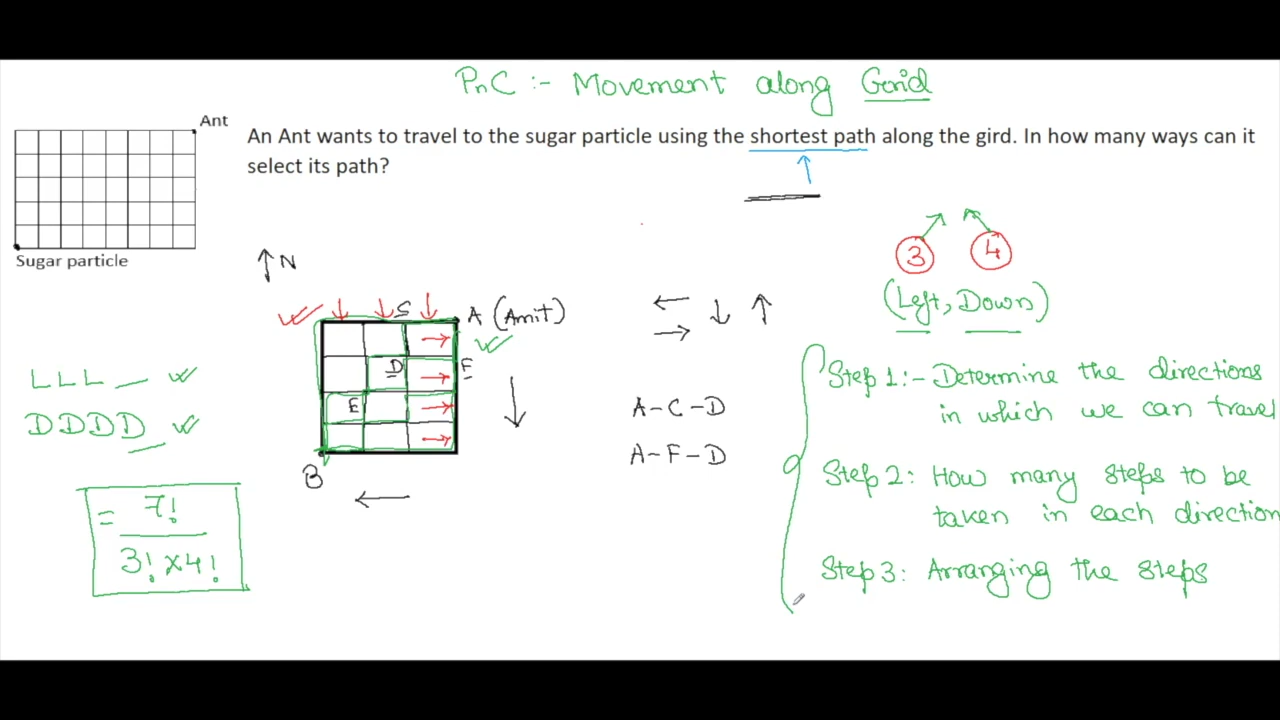 PnC :- Movement along Grid
Ant
An Ant wants to travel to the sugar particle using the shortest path along the gird. In how many ways can it
select its path?
Sugar particle
N
3 4
(Left, Down)
C A (Amit)
D F
E
B
L L L
D D D D
= 7!
3! x 4!
A-C-D
A-F-D
Step 1:- Determine the directions
in which we can travel
Step 2: How many steps to be
taken in each direction
Step 3: Arranging the steps